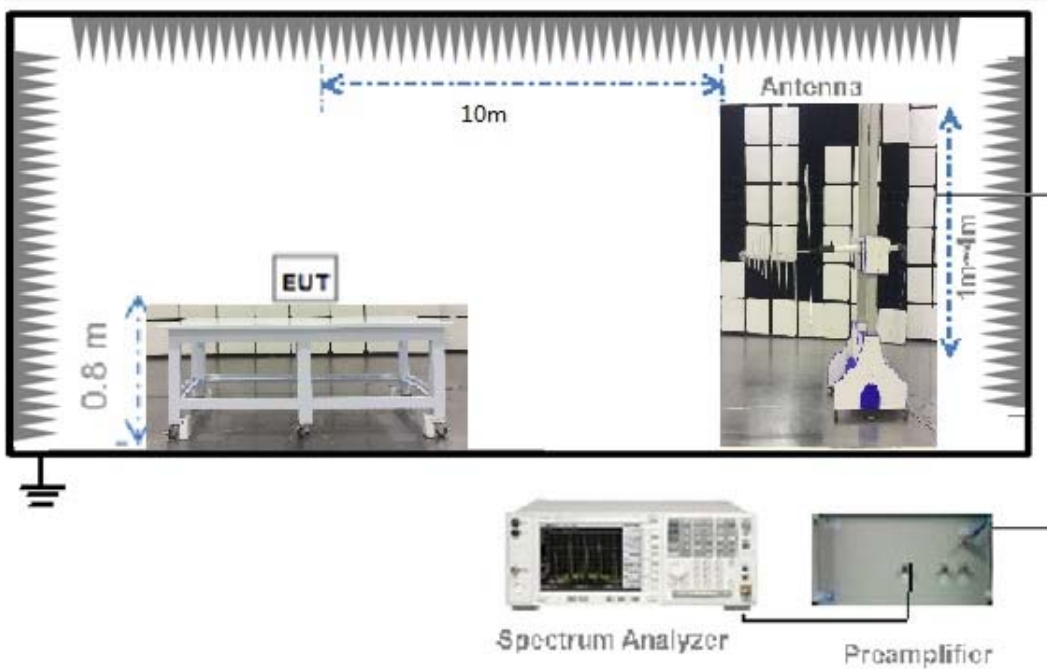 Antenna
10m
1m~4m
EUT
0.8 m
Spectrum Analyzer
Preamplifier